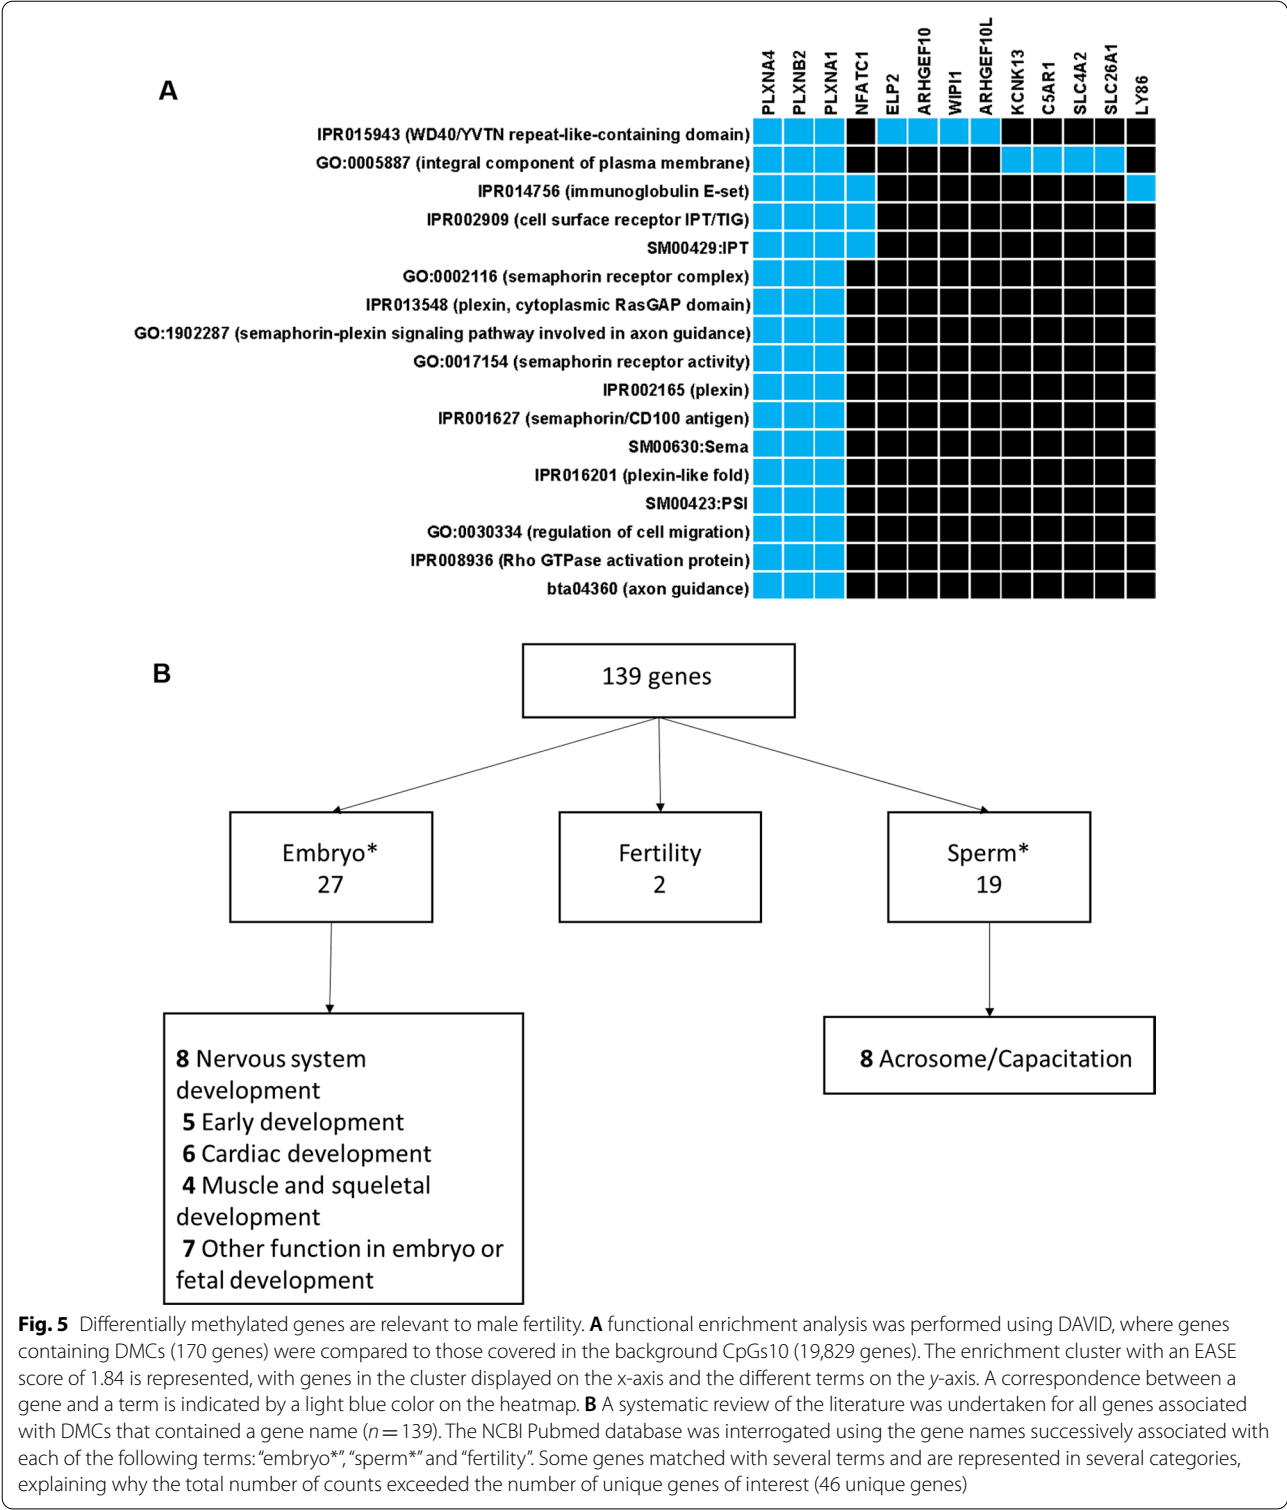 A
PLXNA4
PLXNB2
PLXNA1
NFATC1
ELP2
ARHGEF10
WIPI1
ARHGEF10L
KCNK13
C5AR1
SLC4A2
SLC26A1
LY86
IPR015943 (WD40/YVTN repeat-like-containing domain)
GO:0005887 (integral component of plasma membrane)
IPR014756 (immunoglobulin E-set)
IPR002909 (cell surface receptor IPT/TIG)
SM00429:IPT
GO:0002116 (semaphorin receptor complex)
IPR013548 (plexin, cytoplasmic RasGAP domain)
GO:1902287 (semaphorin-plexin signaling pathway involved in axon guidance)
GO:0017154 (semaphorin receptor activity)
IPR002165 (plexin)
IPR001627 (semaphorin/CD100 antigen)
SM00630:Sema
IPR016201 (plexin-like fold)
SM00423:PSI
GO:0030334 (regulation of cell migration)
IPR008936 (Rho GTPase activation protein)
bta04360 (axon guidance)
B
139 genes
Embryo*
27
Fertility
2
Sperm*
19
8 Nervous system
development
5 Early development
6 Cardiac development
4 Muscle and squeletal
development
7 Other function in embryo or
fetal development
8 Acrosome/Capacitation
Fig. 5 Differentially methylated genes are relevant to male fertility. A functional enrichment analysis was performed using DAVID, where genes
containing DMCs (170 genes) were compared to those covered in the background CpGs10 (19,829 genes). The enrichment cluster with an EASE
score of 1.84 is represented, with genes in the cluster displayed on the x-axis and the different terms on the y-axis. A correspondence between a
gene and a term is indicated by a light blue color on the heatmap. B A systematic review of the literature was undertaken for all genes associated
with DMCs that contained a gene name (n = 139). The NCBI Pubmed database was interrogated using the gene names successively associated with
each of the following terms: “embryo*”, “sperm*” and “fertility”. Some genes matched with several terms and are represented in several categories,
explaining why the total number of counts exceeded the number of unique genes of interest (46 unique genes)